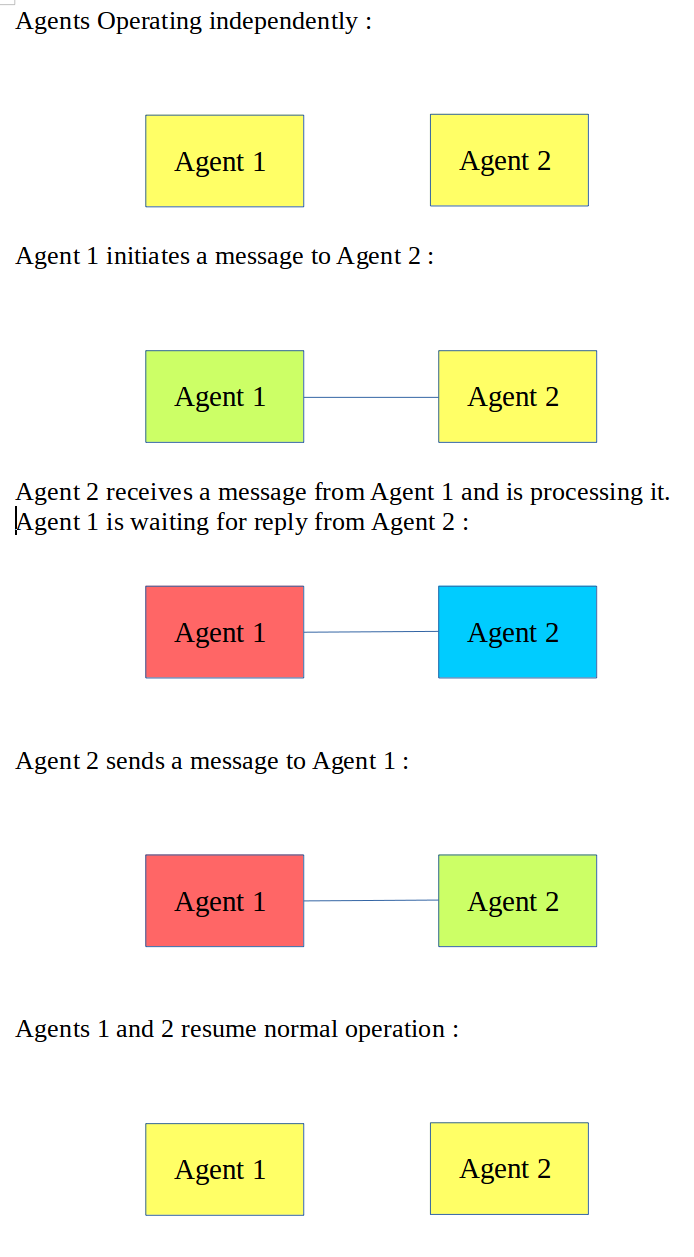 Agents Operating independently :
Agent 1
Agent 2
Agent 1 initiates a message to Agent 2 :
Agent 1
Agent 2
Agent 2 receives a message from Agent 1 and is processing it.
Agent 1 is waiting for reply from Agent 2 :
Agent 1
Agent 2
Agent 2 sends a message to Agent 1 :
Agent 1
Agent 2
Agents 1 and 2 resume normal operation :
Agent 1
Agent 2